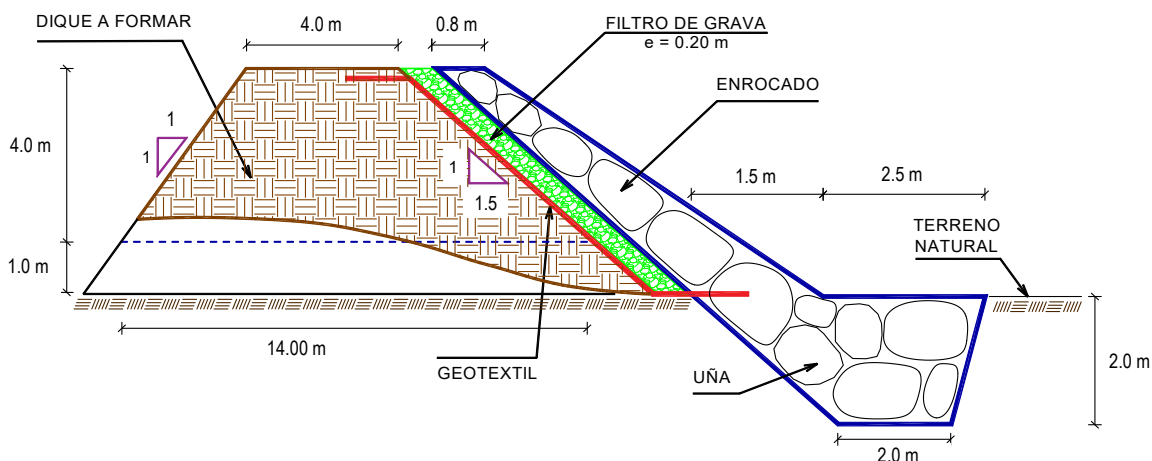 DIQUE A FORMAR
4.0 m
0.8 m
FILTRO DE GRAVA
e = 0.20 m
ENROCADO
1
1
4.0 m
1
1.5
1.5 m
2.5 m
TERRENO
NATURAL
1.0 m
14.00 m
GEOTEXTIL
UÑA
2.0 m
2.0 m